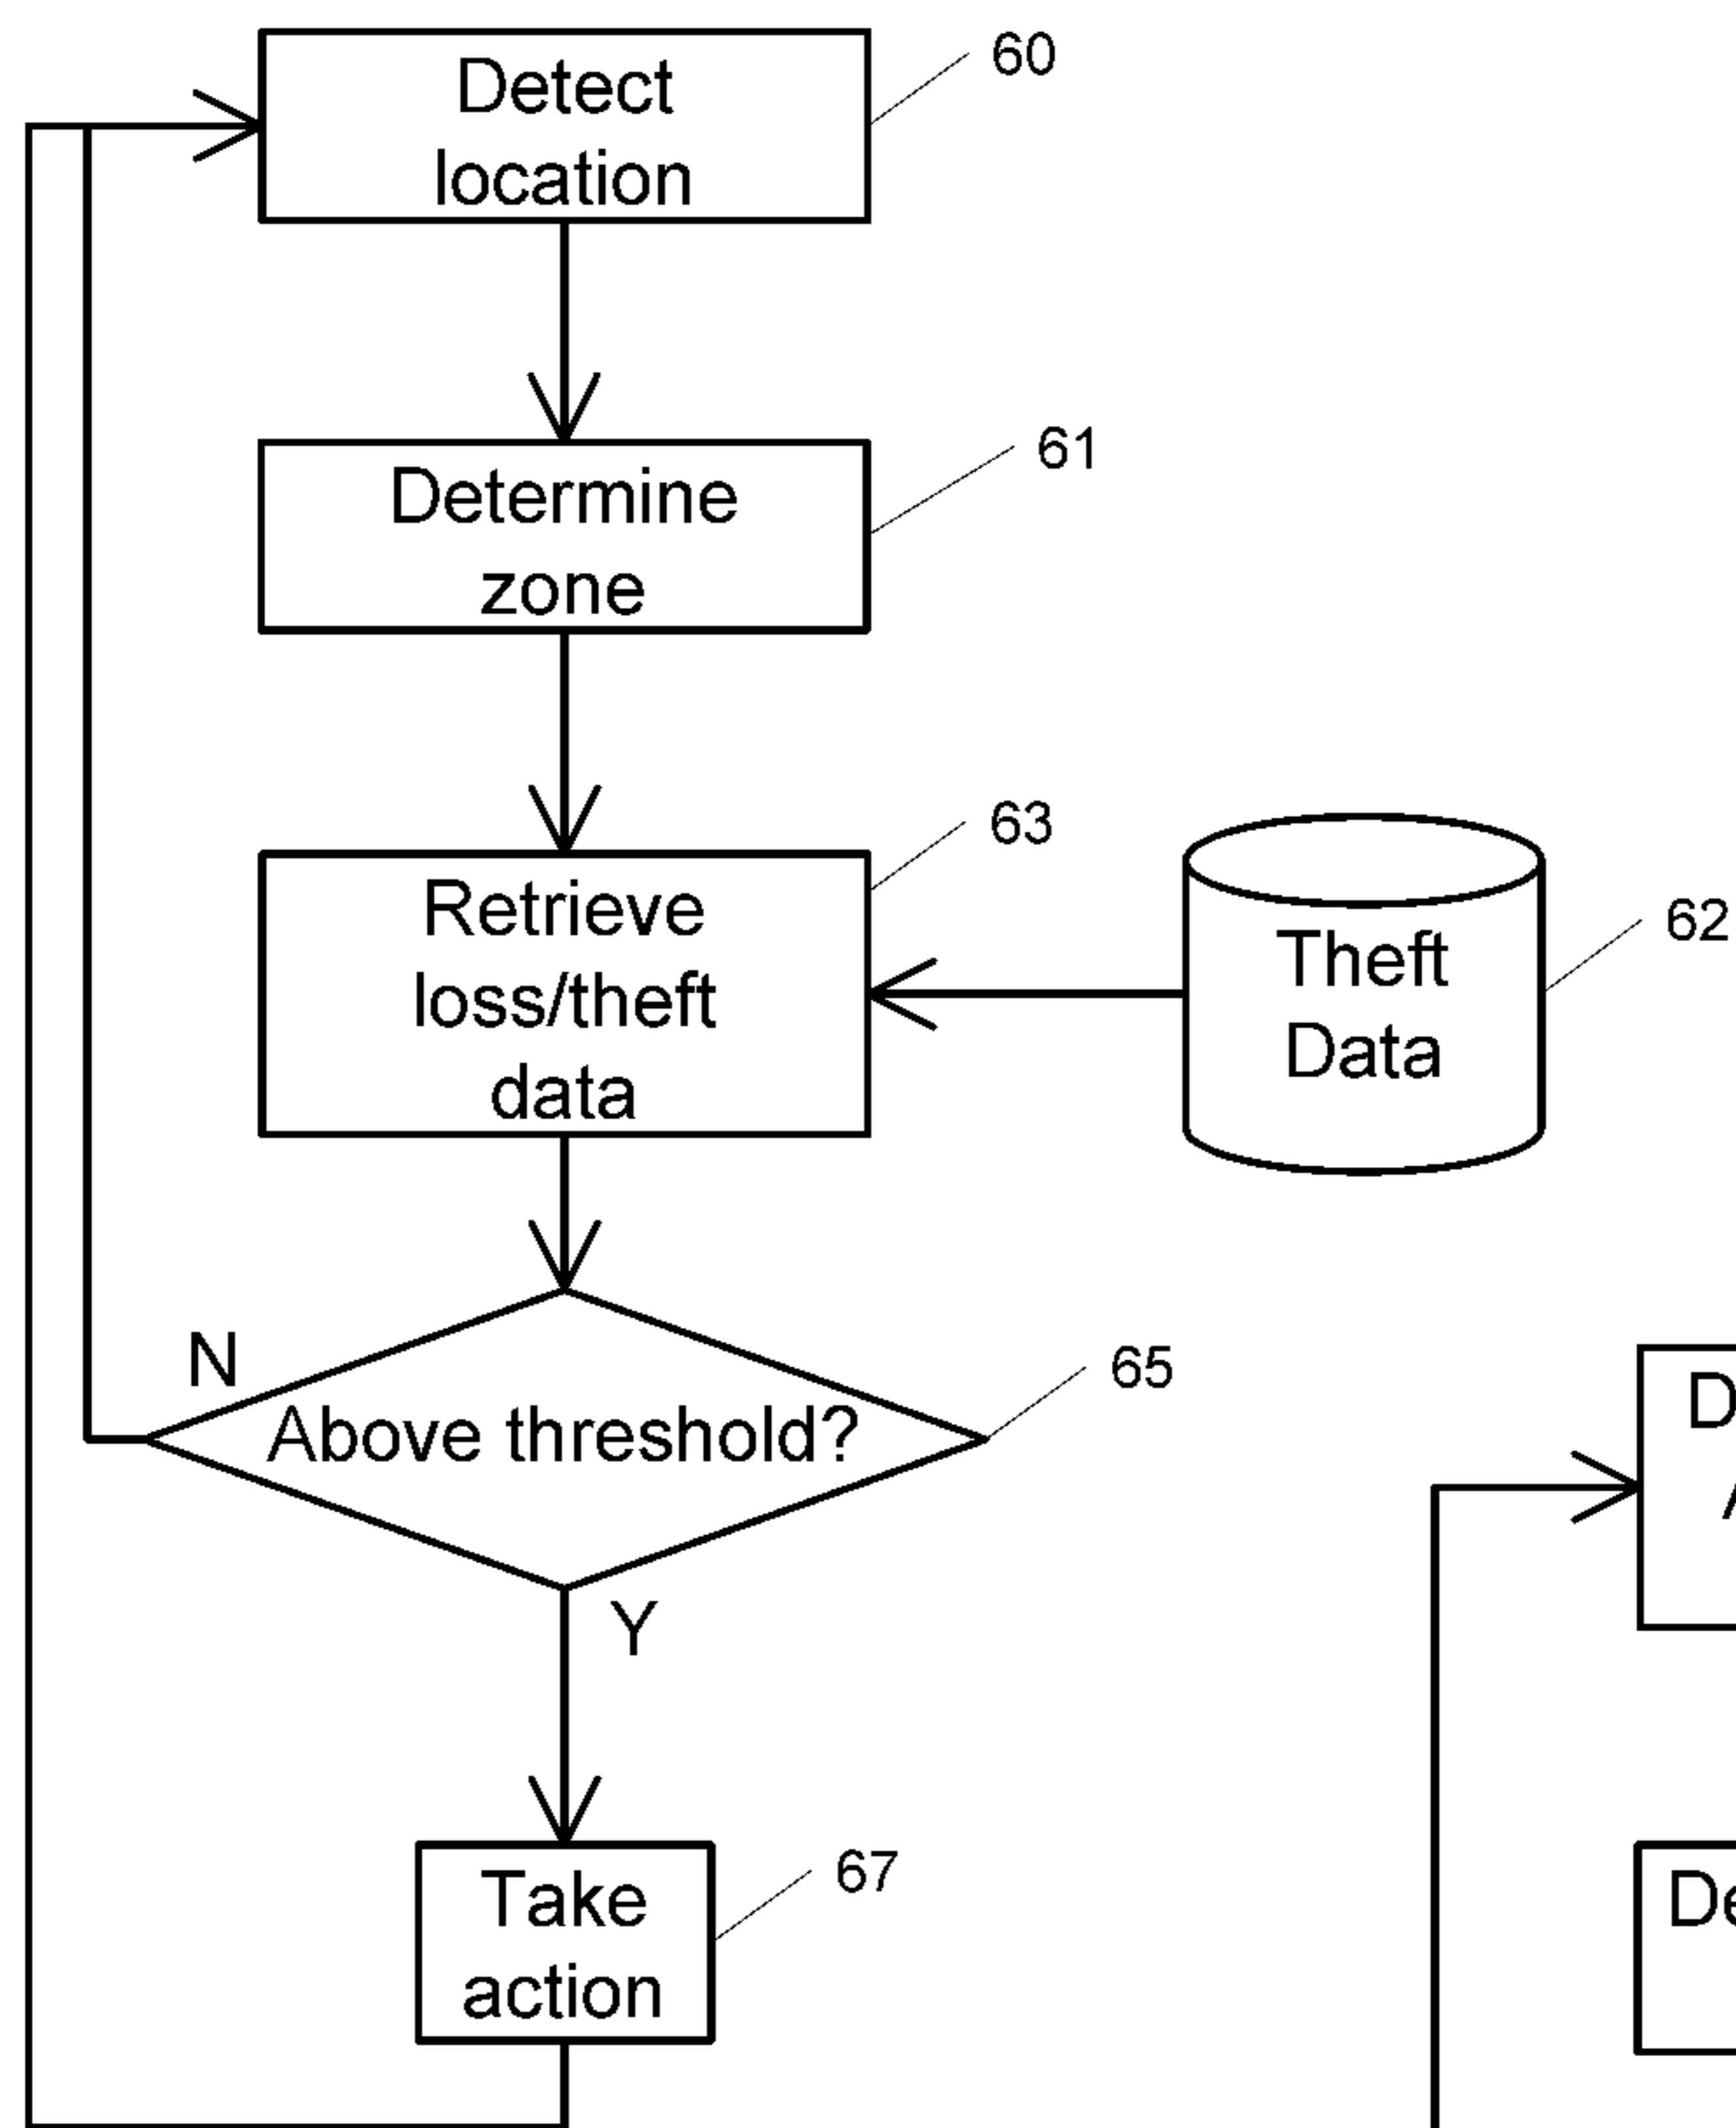 Detect
location
60
Determine
zone
61
Retrieve
loss/theft
data
63
Theft
Data
62
N
Above threshold?
65
Y
Take
action
67